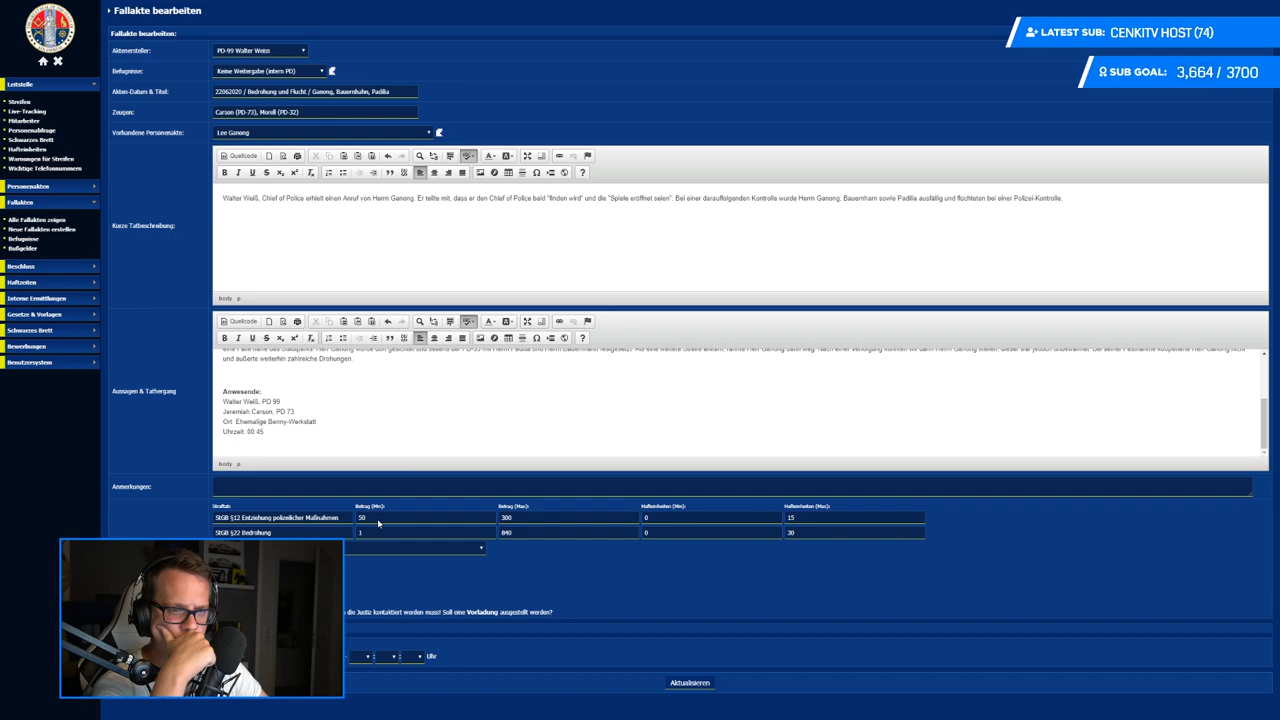 Fallakte bearbeiten
Fallakte bearbeiten:
LATEST SUB: CENKITV HOST (74)
SUB GOAL: 3,664 / 3700
Leitstelle
Streifen
Live-Tracking
Mitarbeiter
Personenabfrage
Schwarzes Brett
Hafteinheiten
Warnungen für Streifen
Wichtige Telefonnummern
Personenakten
Fallakten
Alle Fallakten zeigen
Neue Fallakten erstellen
Befugnisse
Bußgelder
Beschluss
Haftzeiten
Interne Ermittlungen
Gesetze & Vorlagen
Schwarzes Brett
Bewerbungen
Benutzersystem
Aktenersteller: PD-99 Walter Weiss
Befugnisse: Keine Weitergabe (intern PD)
Akten-Datum & Titel: 22062020 / Bedrohung und Flucht / Ganong, Bauernhahn, Padilia
Zeugen: Carson (PD-73), Morell (PD-32)
Vorhandene Personenakte: Lee Ganong
Quellcode
Kurze Tatbeschreibung:
Walter Weiß, Chief of Police erhielt einen Anruf von Herrn Ganong. Er teilte mit, dass er den Chief of Police bald "finden wird" und die "Spiele eröffnet seien". Bei einer darauffolgenden Kontrolle wurde Herrn Ganong, Bauernharn sowie Padilia ausfällig und flüchteten bei einer Polizei-Kontrolle.
body p
Quellcode
Aussagen & Tathergang
und äußerte weiterhin zahlreiche Drohungen.
Anwesende:
Walter Weiß, PD 99
Jeremiah Carson, PD 73
Ort: Ehemalige Benny-Werkstatt
Uhrzeit: 00:45
body p
Anmerkungen:
Straftat: Betrag (Min): Betrag (Max): Hafteinheiten (Min): Hafteinheiten (Max):
StGB §12 Entziehung polizeilicher Maßnahmen 50 300 0 15
StGB §22 Bedrohung 1 840 0 30
die Justiz kontaktiert werden muss! Soll eine Vorladung ausgestellt werden?
: : Uhr
Aktualisieren